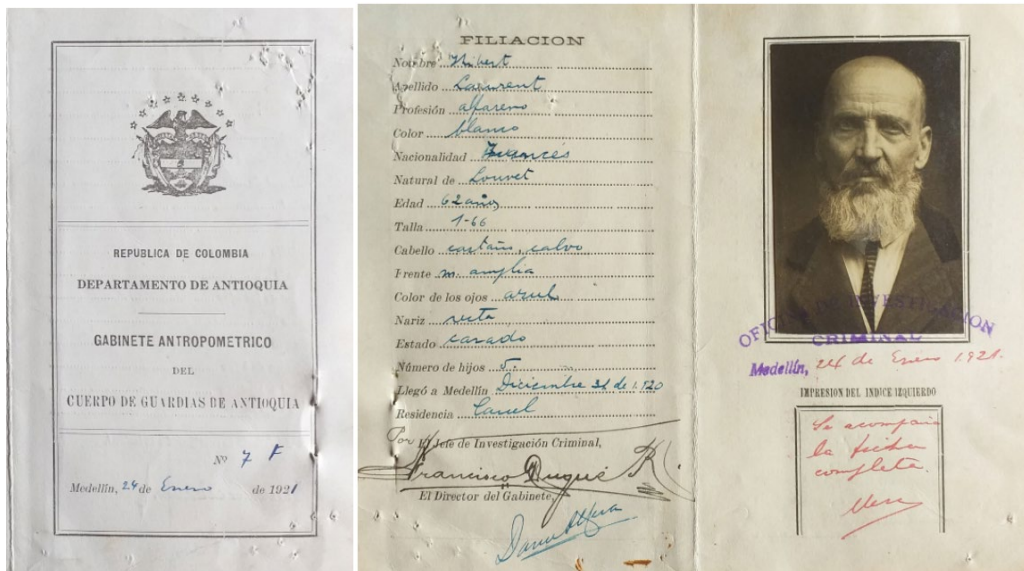 REPUBLICA DE COLOMBIA
DEPARTAMENTO DE ANTIOQUIA
GABINETE ANTROPOMETRICO
DEL
CUERPO DE GUARDIAS DE ANTIOQUIA
Nº 7 F
Medellín, 24 de Enero de 1921
FILIACION
Nombre
Apellido Laurent
Profesión alfarero
Color blanco
Nacionalidad Francés
Natural de Louvet
Edad 62 años
Talla 1-66
Cabello castaño, calvo
Frente m. amplia
Color de los ojos azul
Nariz recta
Estado casado
Número de hijos 5.
Llegó a Medellín Diciembre 31 de 1.920
Residencia
Por El Jefe de Investigación Criminal,
Francisco Duque R.
El Director del Gabinete,
OFICINA DE INVESTIGACION
CRIMINAL
Medellín, 24 de Enero 1921.
IMPRESION DEL INDICE IZQUIERDO
Se acompaña
la ficha
completa.